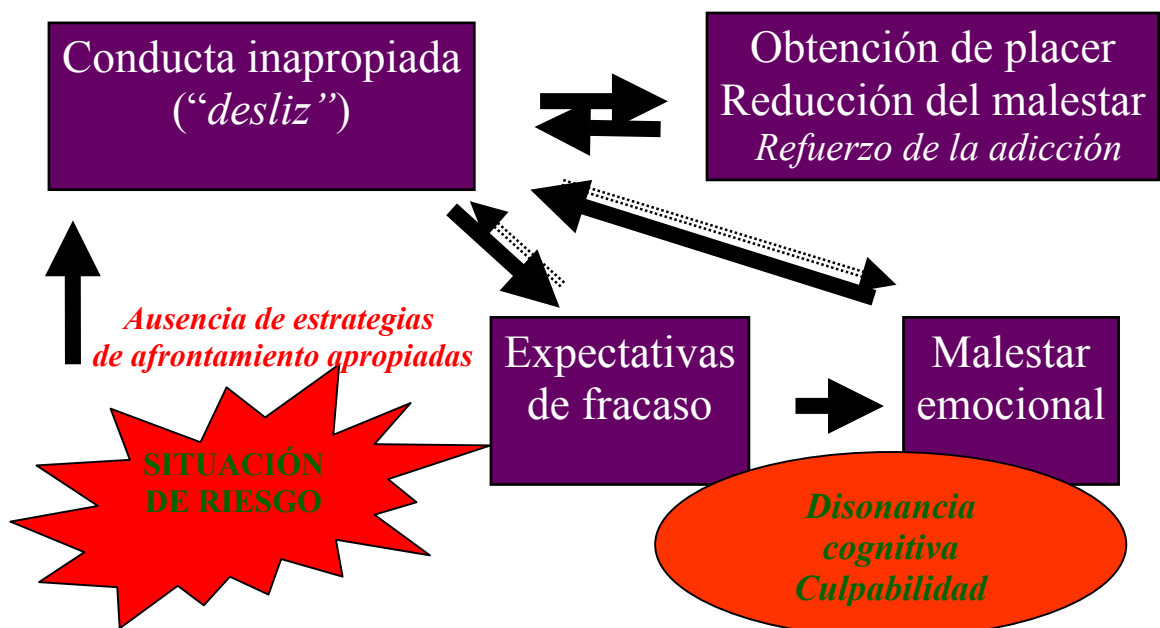 Conducta inapropiada
(“desliz”)
Obtención de placer
Reducción del malestar
Refuerzo de la adicción
Ausencia de estrategias
de afrontamiento apropiadas
Expectativas
de fracaso
Malestar
emocional
SITUACIÓN
DE RIESGO
Disonancia
cognitiva
Culpabilidad